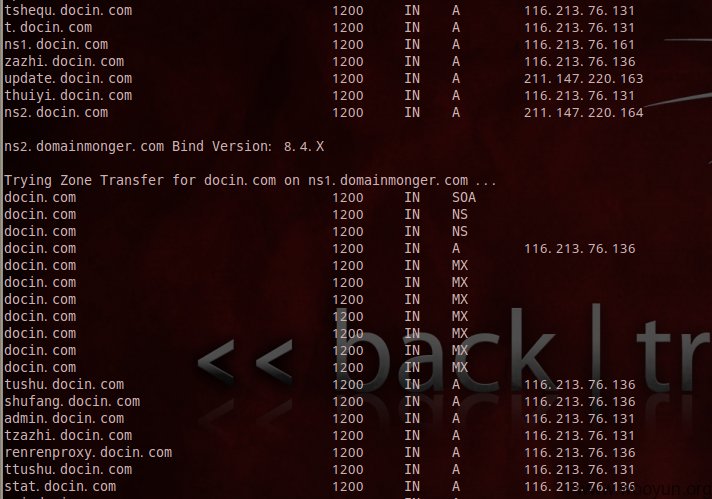 tshequ.docin.com 1200 IN A 116.213.76.131
t.docin.com 1200 IN A 116.213.76.131
ns1.docin.com 1200 IN A 116.213.76.161
zazhi.docin.com 1200 IN A 116.213.76.136
update.docin.com 1200 IN A 211.147.220.163
thuiyi.docin.com 1200 IN A 116.213.76.131
ns2.docin.com 1200 IN A 211.147.220.164
ns2.domainmonger.com Bind Version: 8.4.X
Trying Zone Transfer for docin.com on ns1.domainmonger.com ...
docin.com 1200 IN SOA
docin.com 1200 IN NS
docin.com 1200 IN NS
docin.com 1200 IN A 116.213.76.136
docin.com 1200 IN MX
docin.com 1200 IN MX
docin.com 1200 IN MX
docin.com 1200 IN MX
docin.com 1200 IN MX
docin.com 1200 IN MX
docin.com 1200 IN MX
<< back | tr
tushu.docin.com 1200 IN A 116.213.76.136
shufang.docin.com 1200 IN A 116.213.76.136
admin.docin.com 1200 IN A 116.213.76.131
tzazhi.docin.com 1200 IN A 116.213.76.131
renrenproxy.docin.com 1200 IN A 116.213.76.136
ttushu.docin.com 1200 IN A 116.213.76.131
stat.docin.com 1200 IN A 116.213.76.136